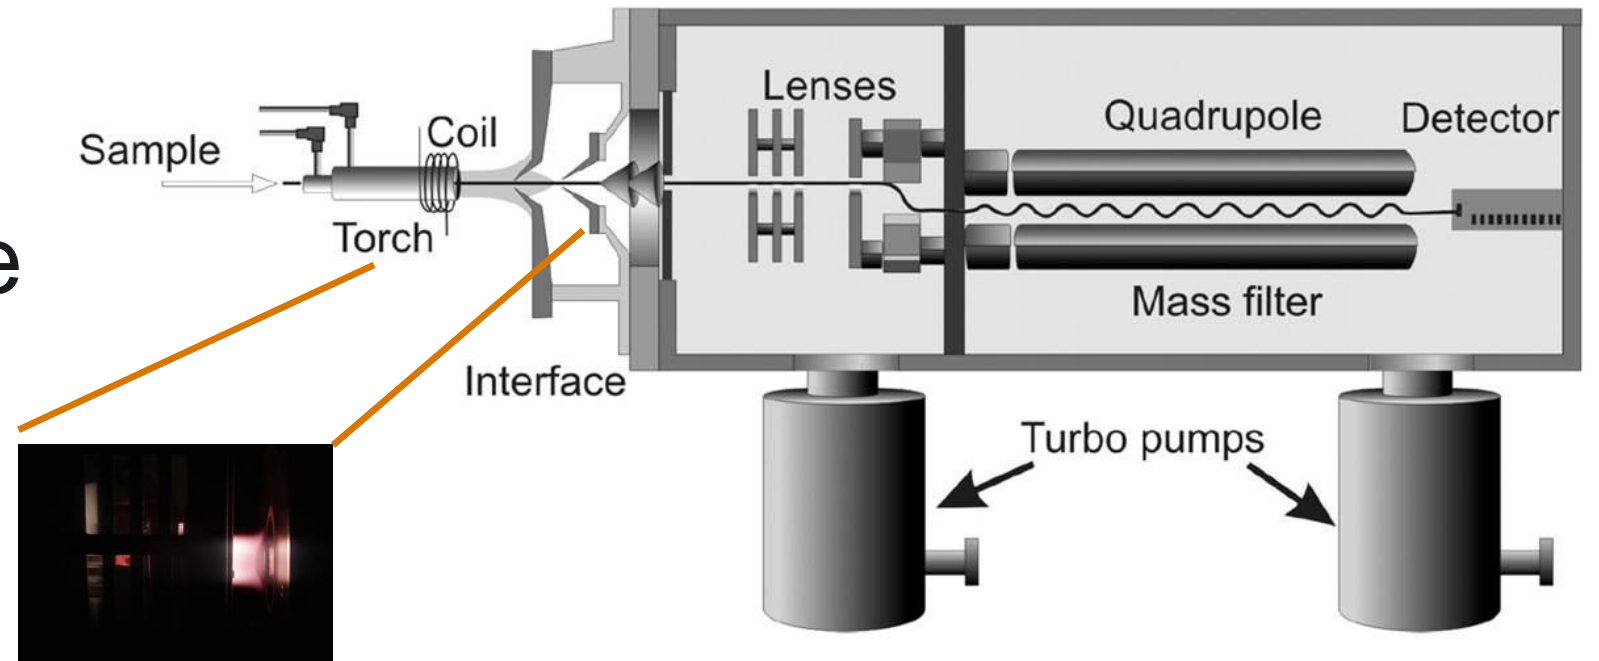 Sample
Coil
Torch
Interface
Lenses
Quadrupole
Detector
Mass filter
Turbo pumps
e